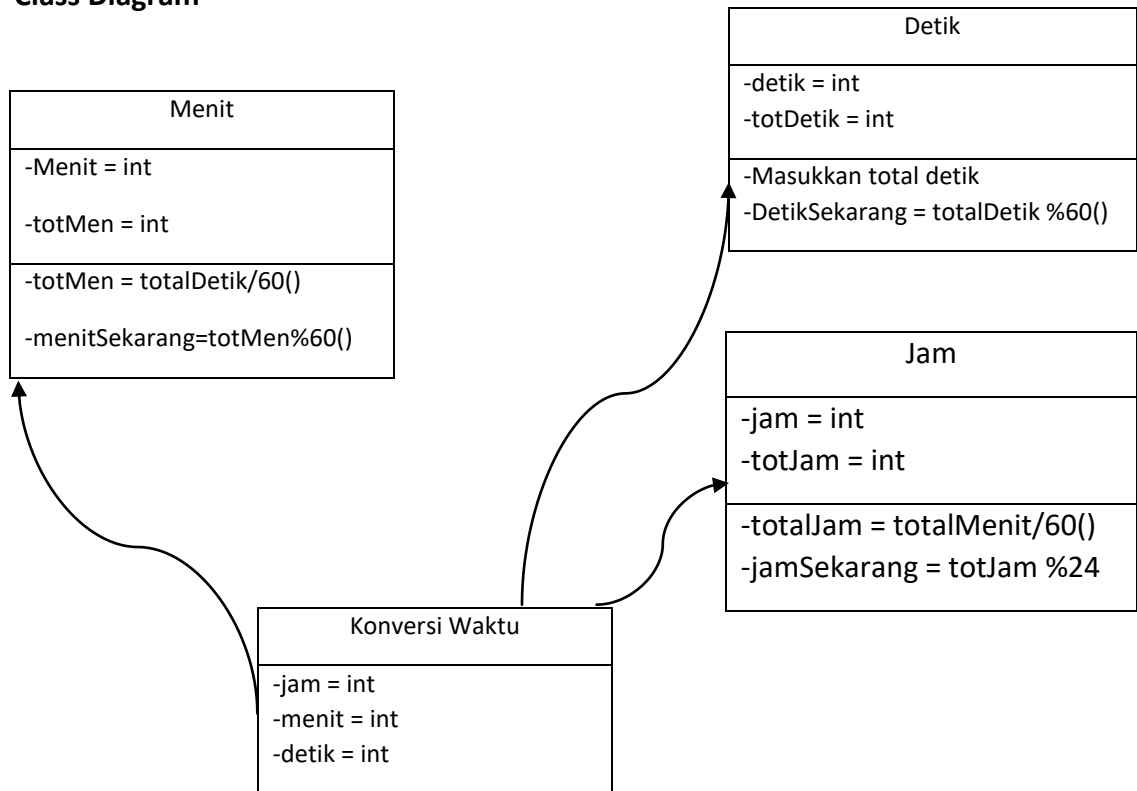 Class Diagram
Detik
-detik = int
-totDetik = int
-Masukkan total detik
-DetikSekarang = totalDetik %60()
Menit
-Menit = int
-totMen = int
-totMen = totalDetik/60()
-menitSekarang=totMen%60()
Jam
-jam = int
-totJam = int
-totalJam = totalMenit/60()
-jamSekarang = totJam %24
Konversi Waktu
-jam = int
-menit = int
-detik = int